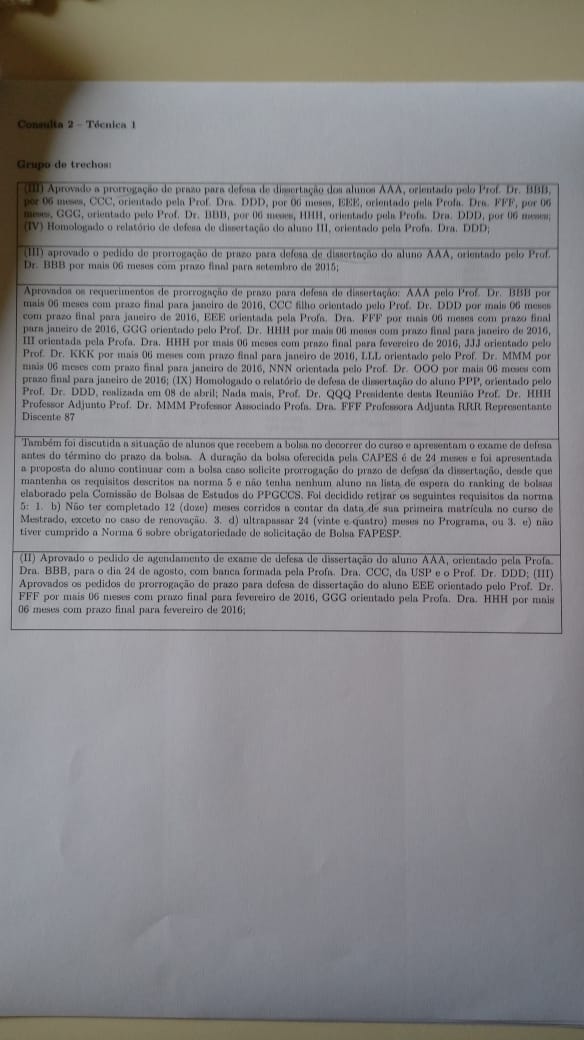 Consulta 2 – Técnica 1
Grupo de trechos:
(III) Aprovado a prorrogação de prazo para defesa de dissertação dos alunos AAA, orientado pelo Prof. Dr. BBB,
por 06 meses, CCC, orientado pela Prof. Dra. DDD, por 06 meses, EEE, orientado pela Profa. Dra. FFF, por 06
meses, GGG, orientado pelo Prof. Dr. BBB, por 06 meses, HHH, orientado pela Profa. Dra. DDD, por 06 meses;
(IV) Homologado o relatório de defesa de dissertação do aluno III, orientado pela Profa. Dra. DDD;
(III) aprovado o pedido de prorrogação de prazo para defesa de dissertação do aluno AAA, orientado pelo Prof.
Dr. BBB por mais 06 meses com prazo final para setembro de 2015;
Aprovados os requerimentos de prorrogação de prazo para defesa de dissertação: AAA pelo Prof. Dr. BBB por
mais 06 meses com prazo final para janeiro de 2016, CCC filho orientado pelo Prof. Dr. DDD por mais 06 meses
com prazo final para janeiro de 2016, EEE orientada pela Profa. Dra. FFF por mais 06 meses com prazo final
para janeiro de 2016, GGG orientado pelo Prof. Dr. HHH por mais 06 meses com prazo final para janeiro de 2016,
III orientada pela Profa. Dra. HHH por mais 06 meses com prazo final para fevereiro de 2016, JJJ orientado pelo
Prof. Dr. KKK por mais 06 meses com prazo final para janeiro de 2016, LLL orientado pelo Prof. Dr. MMM por
mais 06 meses com prazo final para janeiro de 2016, NNN orientada pelo Prof. Dr. OOO por mais 06 meses com
prazo final para janeiro de 2016; (IX) Homologado o relatório de defesa de dissertação do aluno PPP, orientado pelo
Prof. Dr. DDD, realizada em 08 de abril; Nada mais, Prof. Dr. QQQ Presidente desta Reunião Prof. Dr. HHH
Professor Adjunto Prof. Dr. MMM Professor Associado Profa. Dra. FFF Professora Adjunta RRR Representante
Discente 87
Também foi discutida a situação de alunos que recebem a bolsa no decorrer do curso e apresentam o exame de defesa
antes do término do prazo da bolsa. A duração da bolsa oferecida pela CAPES é de 24 meses e foi apresentada
a proposta do aluno continuar com a bolsa caso solicite prorrogação do prazo de defesa da dissertação, desde que
mantenha os requisitos descritos na norma 5 e não tenha nenhum aluno na lista de espera do ranking de bolsas
elaborado pela Comissão de Bolsas de Estudos do PPGCCS. Foi decidido retirar os seguintes requisitos da norma
5: 1. b) Não ter completado 12 (doze) meses corridos a contar da data de sua primeira matrícula no curso de
Mestrado, exceto no caso de renovação. 3. d) ultrapassar 24 (vinte e quatro) meses no Programa, ou 3. e) não
tiver cumprido a Norma 6 sobre obrigatoriedade de solicitação de Bolsa FAPESP.
(II) Aprovado o pedido de agendamento de exame de defesa de dissertação do aluno AAA, orientado pela Profa.
Dra. BBB, para o dia 24 de agosto, com banca formada pela Profa. Dra. CCC, da USP e o Prof. Dr. DDD; (III)
Aprovados os pedidos de prorrogação de prazo para defesa de dissertação do aluno EEE orientado pelo Prof. Dr.
FFF por mais 06 meses com prazo final para fevereiro de 2016, GGG orientado pela Profa. Dra. HHH por mais
06 meses com prazo final para fevereiro de 2016;